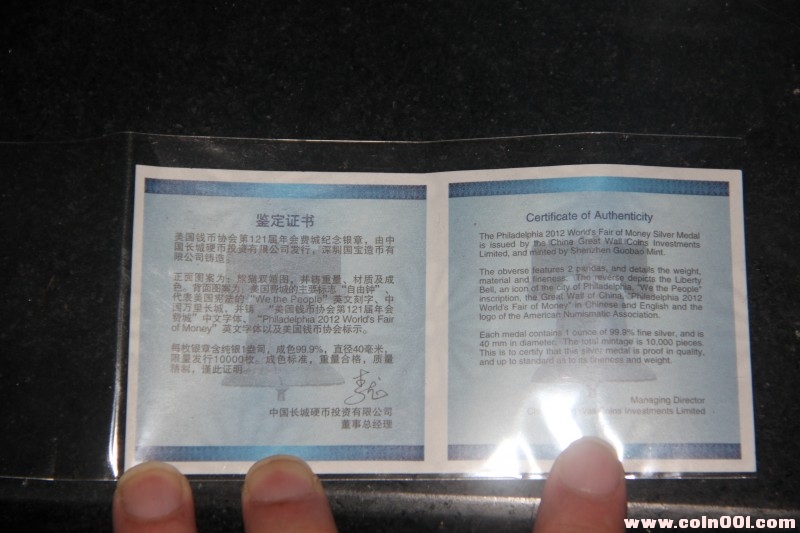 鉴定证书
美国钱币协会第121届年会费城纪念银章，由中
国长城硬币投资有限公司发行，深圳国宝造币有
限公司铸造。
正面图案为：熊猫双嬉图，并铸重量、材质及成
色。背面图案为：美国费城的主要标志“自由钟”、
代表美国宪法的“We the People”英文刻字、中
国万里长城，并铸 “美国钱币协会第121届年会
费城” 中文字体，“Philadelphia 2012 World's Fair
of Money” 英文字体以及美国钱币协会标示。
每枚银章含纯银1盎司，成色99.9%，直径40毫米，
限量发行10000枚。成色标准，重量合格，质量
精制，谨此证明。
中国长城硬币投资有限公司
董事总经理
Certificate of Authenticity
The Philadelphia 2012 World's Fair of Money Silver Medal
is issued by the China Great Wall Coins Investments
Limited, and minted by Shenzhen Guobao Mint.
The obverse features 2 pandas, and details the weight,
material and fineness. The reverse depicts the Liberty
Bell, an icon of the city of Philadelphia, "We the People"
inscription, the Great Wall of China, "Philadelphia 2012
World's Fair of Money" in Chinese and English and the
logo of the American Numismatic Association.
Each medal contains 1 ounce of 99.9% fine silver, and is
40 mm in diameter. The total mintage is 10,000 pieces.
This is to certify that this silver medal is proof in quality,
and up to standard as to its fineness and weight.
Managing Director
Coins Investments Limited
www.coin001.com